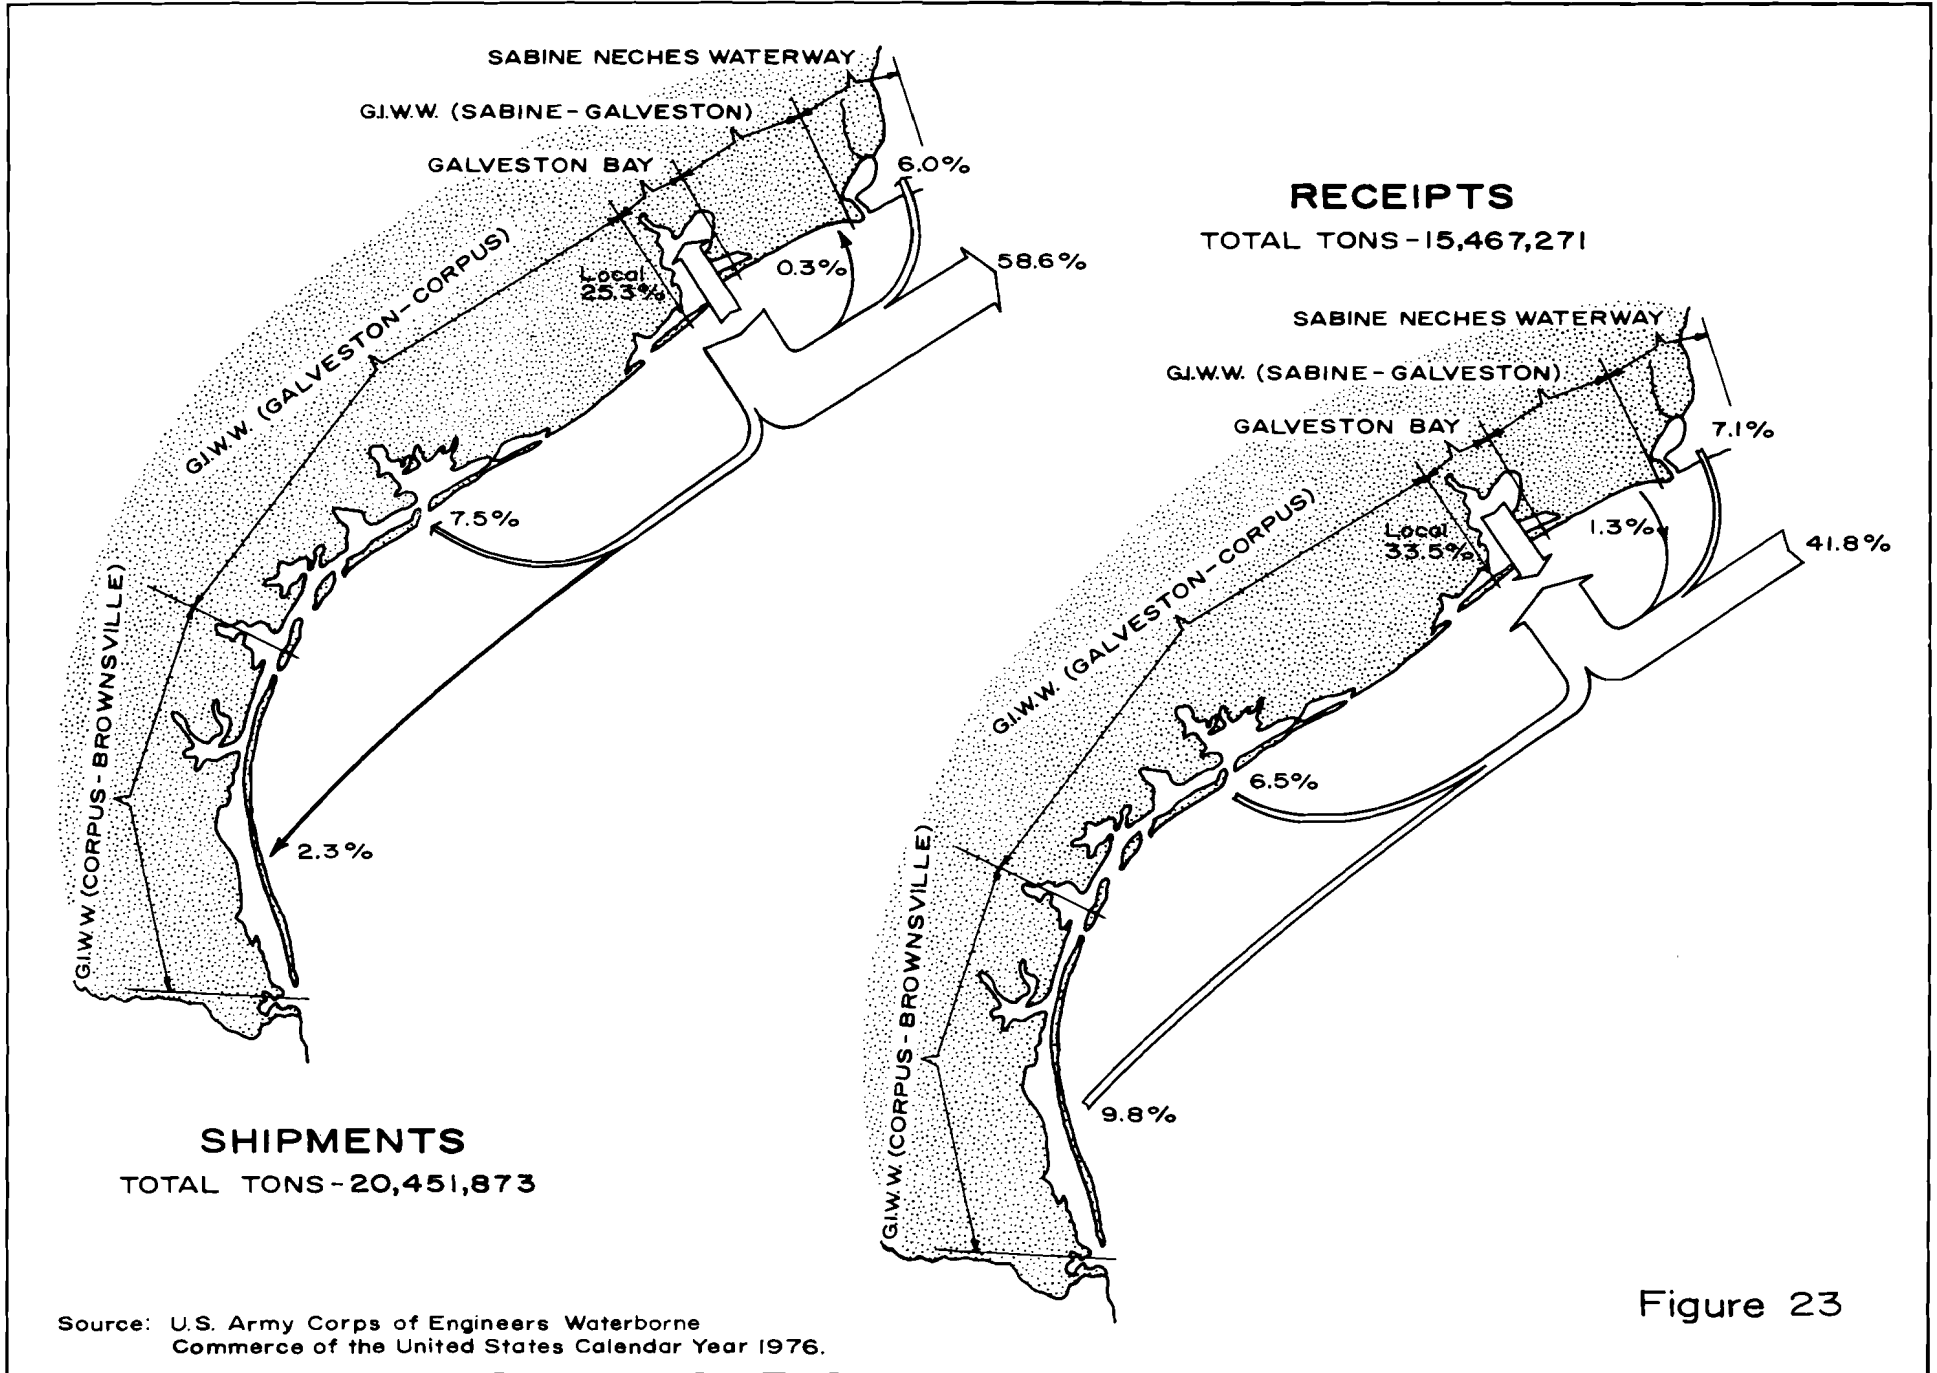 SABINE NECHES WATERWAY
G.I.W.W. (SABINE-GALVESTON)
GALVESTON BAY
G.I.W.W. (GALVESTON-CORPUS)
G.I.W.W (CORPUS-BROWNSVILLE)
6.0%
58.6%
0.3%
Local
25.3%
7.5%
2.3%
SHIPMENTS
TOTAL TONS-20,451,873
RECEIPTS
TOTAL TONS-15,467,271
SABINE NECHES WATERWAY
G.I.W.W. (SABINE-GALVESTON)
GALVESTON BAY
G.I.W.W. (GALVESTON-CORPUS)
G.I.W.W. (CORPUS-BROWNSVILLE)
7.1%
41.8%
1.3%
Local
33.5%
6.5%
9.8%
Source: U.S. Army Corps of Engineers Waterborne
Commerce of the United States Calendar Year 1976.
Figure 23